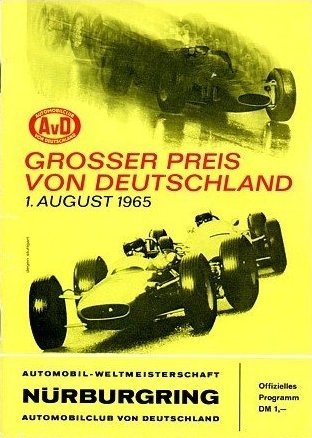 AUTOMOBILCLUB
AvD
VON DEUTSCHLAND
GROSSER PREIS
VON DEUTSCHLAND
1. AUGUST 1965
AUTOMOBIL-WELTMEISTERSCHAFT
NÜRBURGRING
AUTOMOBILCLUB VON DEUTSCHLAND
Offizielles
Programm
DM 1,–